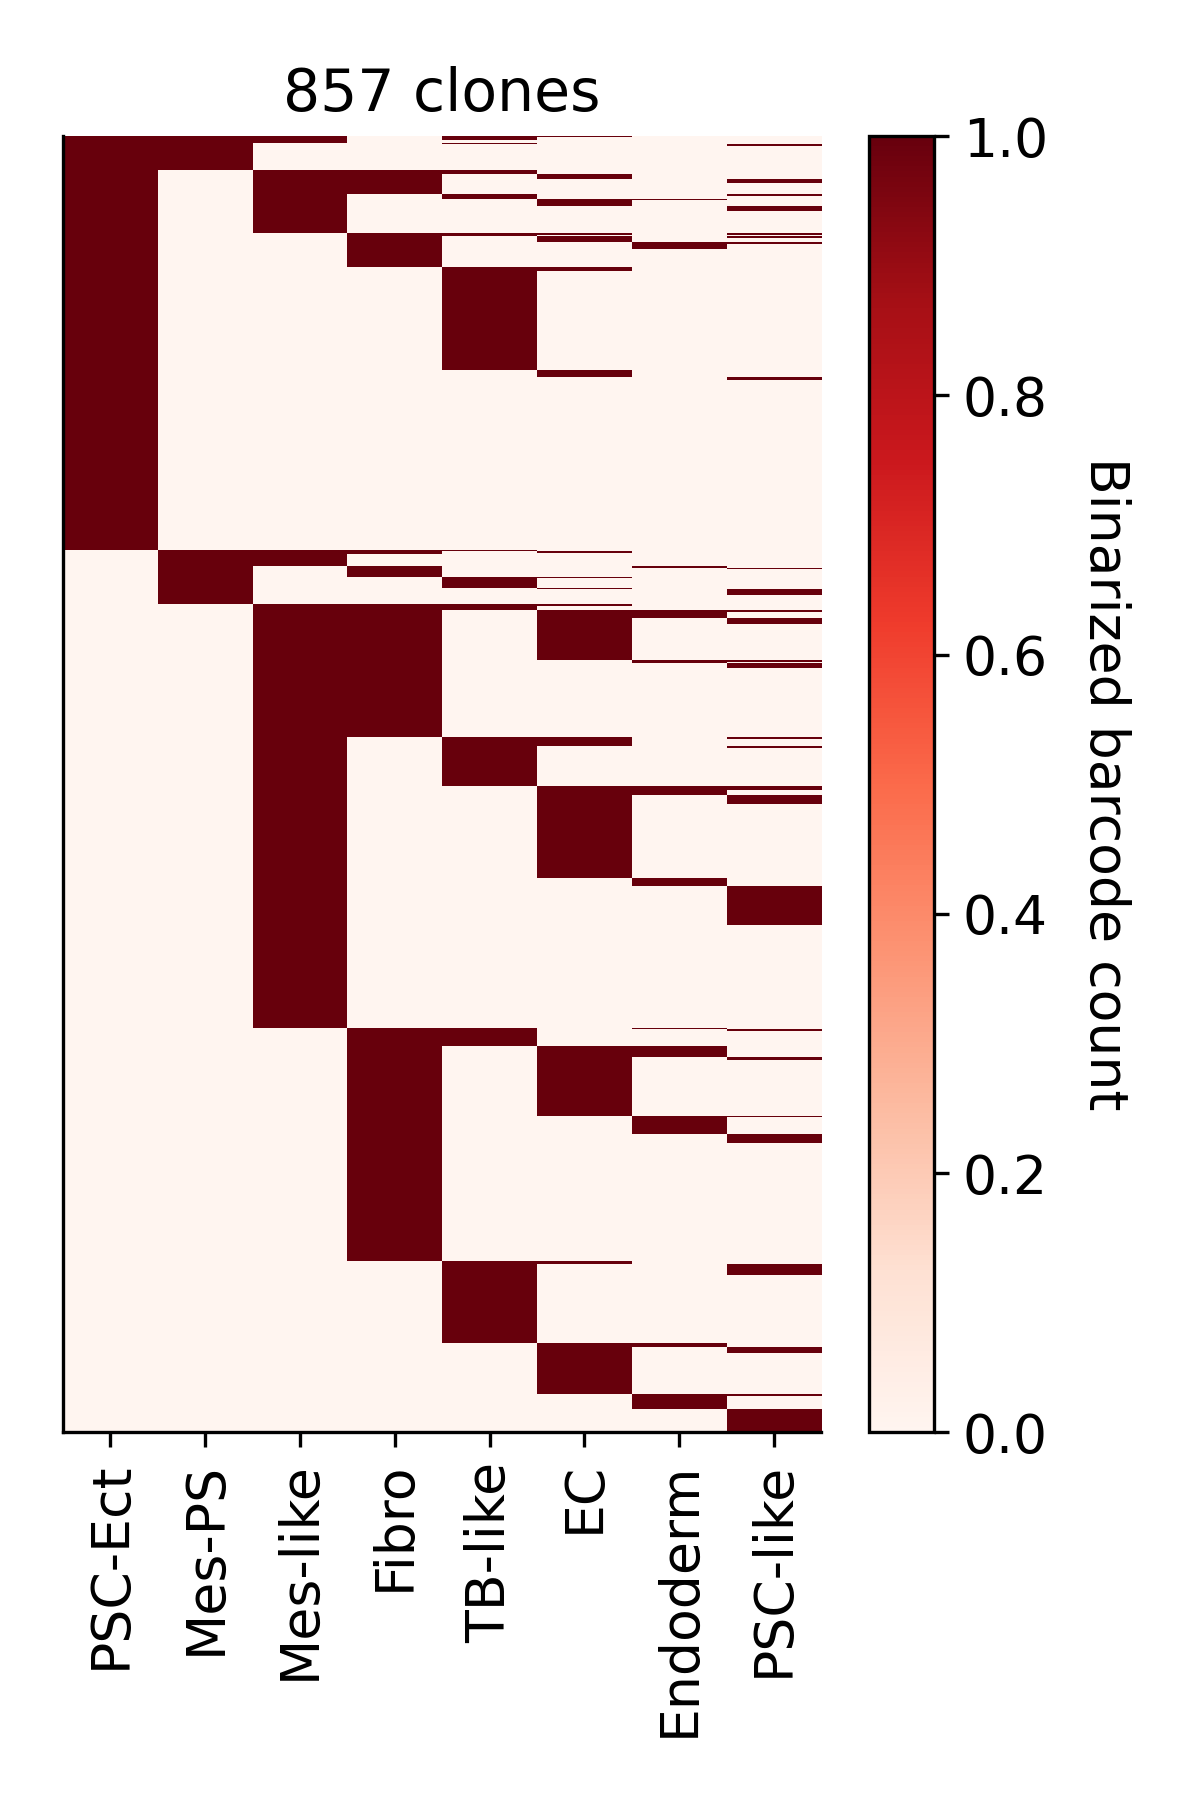 857 clones
1.0
0.8
0.6
0.4
0.2
0.0
Binarized barcode count
PSC-Ect
Mes-PS
Mes-like
Fibro
TB-like
EC
Endoderm
PSC-like